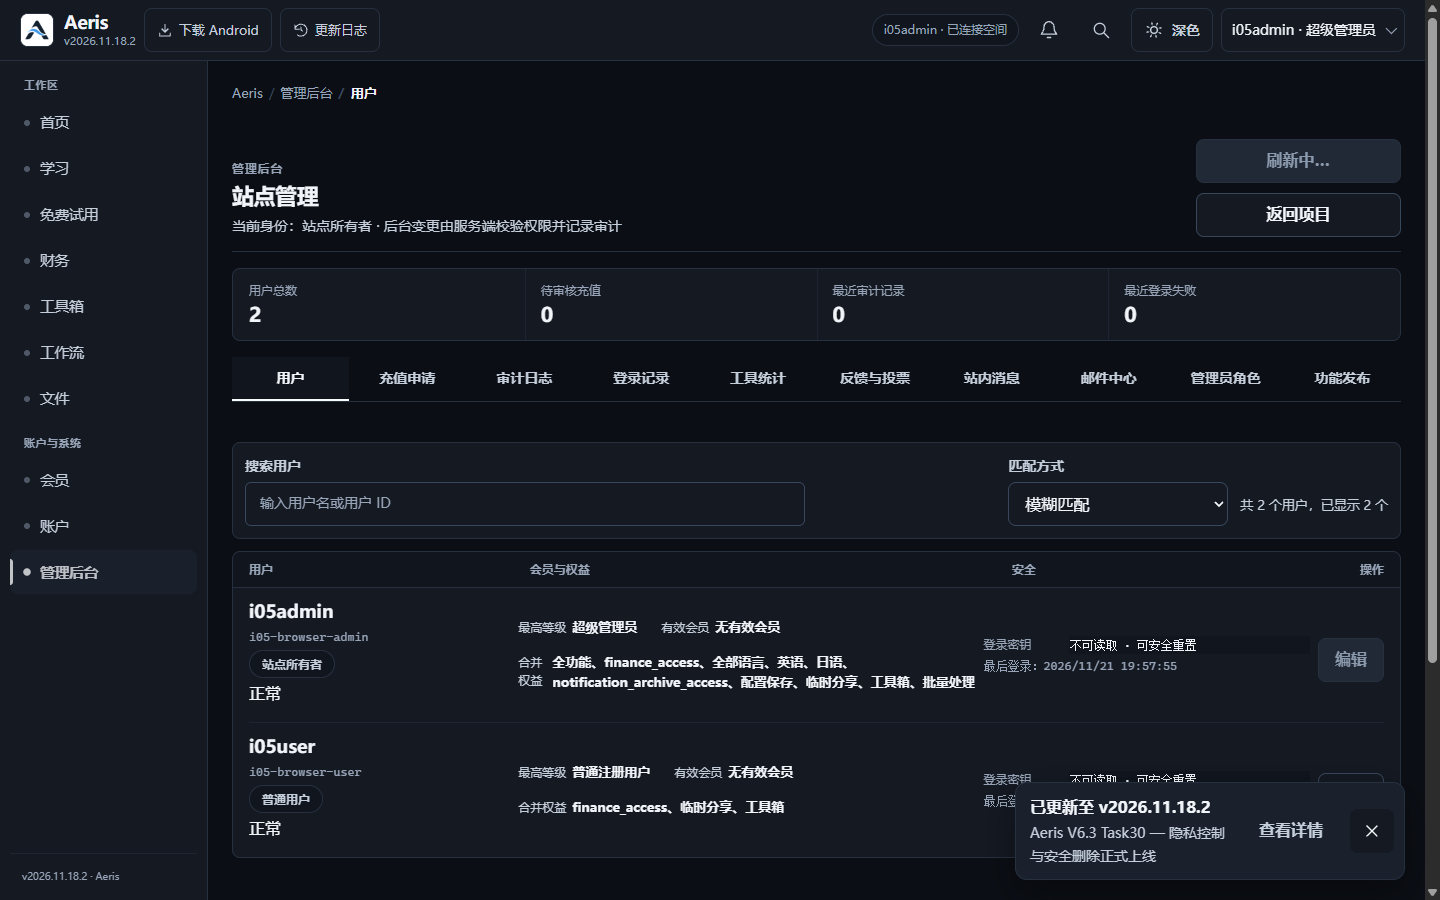 Aeris
v2026.11.18.2
下载 Android
更新日志
i05admin · 已连接空间
深色
i05admin · 超级管理员
工作区
首页
学习
免费试用
财务
工具箱
工作流
文件
账户与系统
会员
账户
管理后台
v2026.11.18.2 · Aeris
Aeris / 管理后台 / 用户
管理后台
站点管理
当前身份：站点所有者 · 后台变更由服务端校验权限并记录审计
刷新中...
返回项目
用户总数
2
待审核充值
0
最近审计记录
0
最近登录失败
0
用户
充值申请
审计日志
登录记录
工具统计
反馈与投票
站内消息
邮件中心
管理员角色
功能发布
搜索用户
输入用户名或用户 ID
匹配方式
模糊匹配
共 2 个用户，已显示 2 个
用户
会员与权益
安全
操作
i05admin
i05-browser-admin
站点所有者
正常
最高等级 超级管理员 有效会员 无有效会员
合并权益 全功能、finance_access、全部语言、英语、日语、
notification_archive_access、配置保存、临时分享、工具箱、批量处理
登录密钥 不可读取 · 可安全重置
最后登录: 2026/11/21 19:57:55
编辑
i05user
i05-browser-user
普通用户
正常
最高等级 普通注册用户 有效会员 无有效会员
合并权益 finance_access、临时分享、工具箱
登录密钥 不可读取 · 可安全重置
最后登
已更新至 v2026.11.18.2
Aeris V6.3 Task30 — 隐私控制
与安全删除正式上线
查看详情